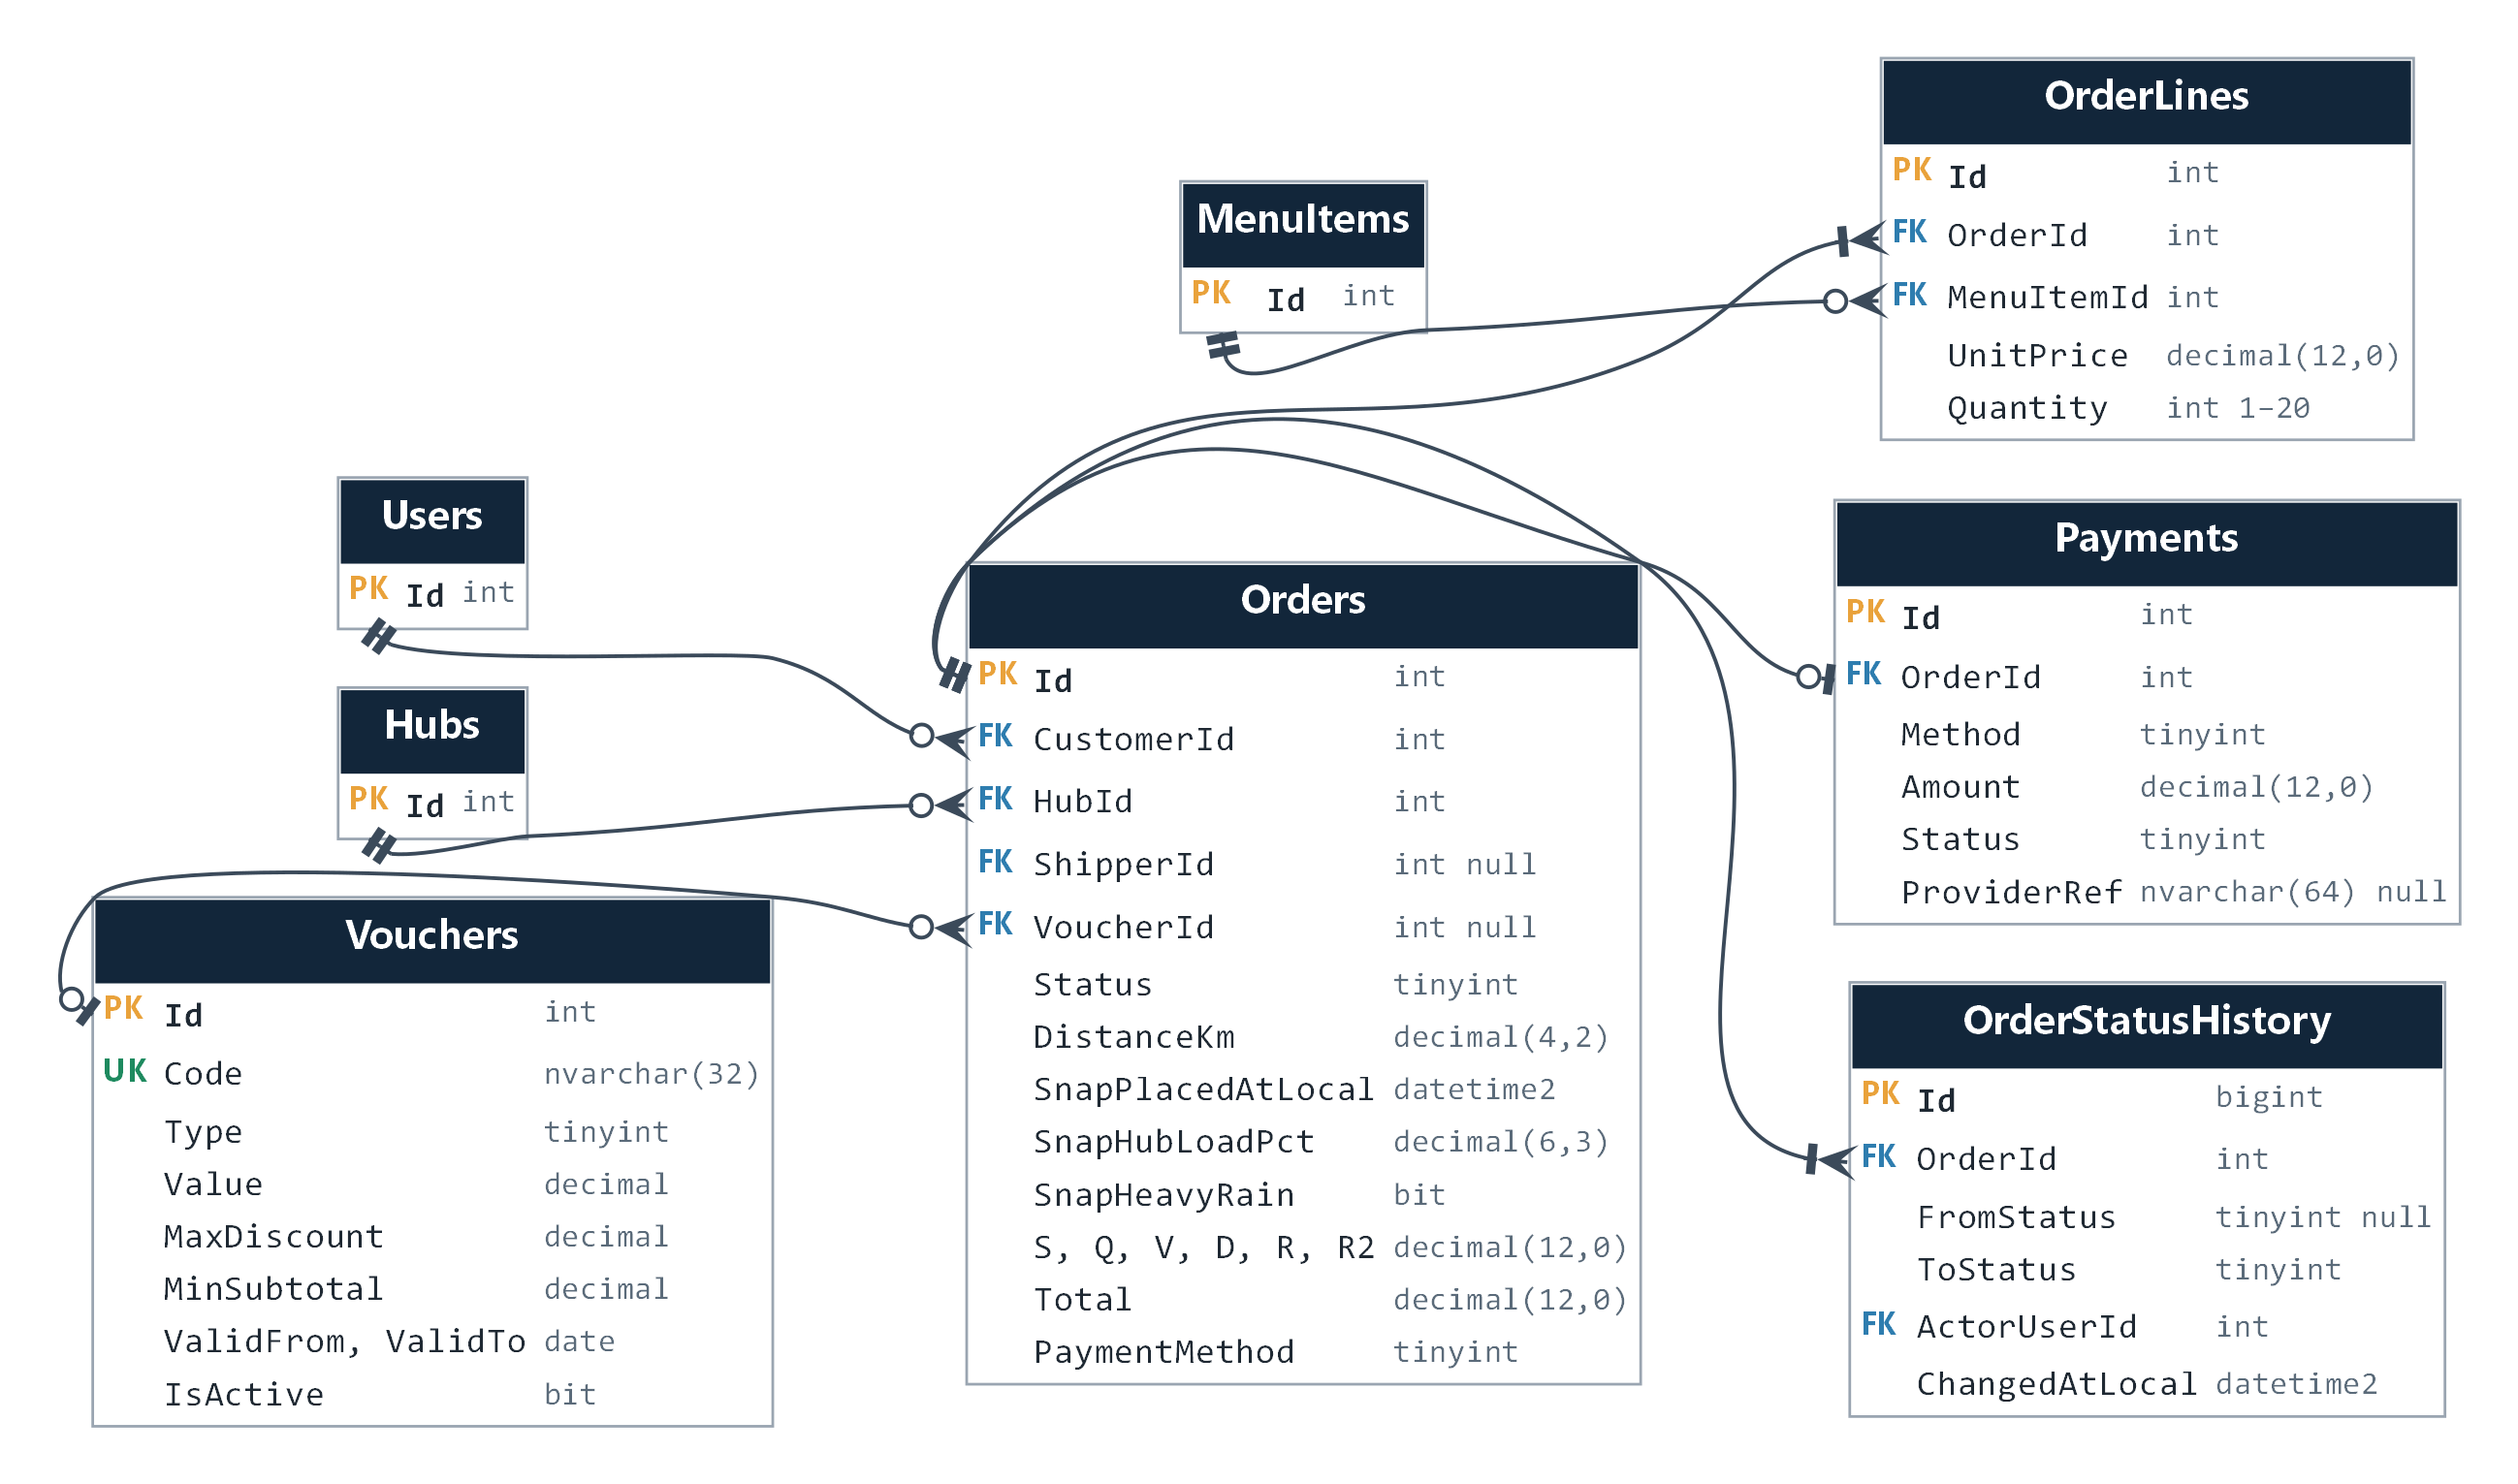 OrderLines
PK Id int
FK OrderId int
FK MenuItemId int
UnitPrice decimal(12,0)
Quantity int 1–20
MenuItems
PK Id int
Users
PK Id int
Hubs
PK Id int
Vouchers
PK Id int
UK Code nvarchar(32)
Type tinyint
Value decimal
MaxDiscount decimal
MinSubtotal decimal
ValidFrom, ValidTo date
IsActive bit
Orders
PK Id int
FK CustomerId int
FK HubId int
FK ShipperId int null
FK VoucherId int null
Status tinyint
DistanceKm decimal(4,2)
SnapPlacedAtLocal datetime2
SnapHubLoadPct decimal(6,3)
SnapHeavyRain bit
S, Q, V, D, R, R2 decimal(12,0)
Total decimal(12,0)
PaymentMethod tinyint
Payments
PK Id int
FK OrderId int
Method tinyint
Amount decimal(12,0)
Status tinyint
ProviderRef nvarchar(64) null
OrderStatusHistory
PK Id bigint
FK OrderId int
FromStatus tinyint null
ToStatus tinyint
FK ActorUserId int
ChangedAtLocal datetime2